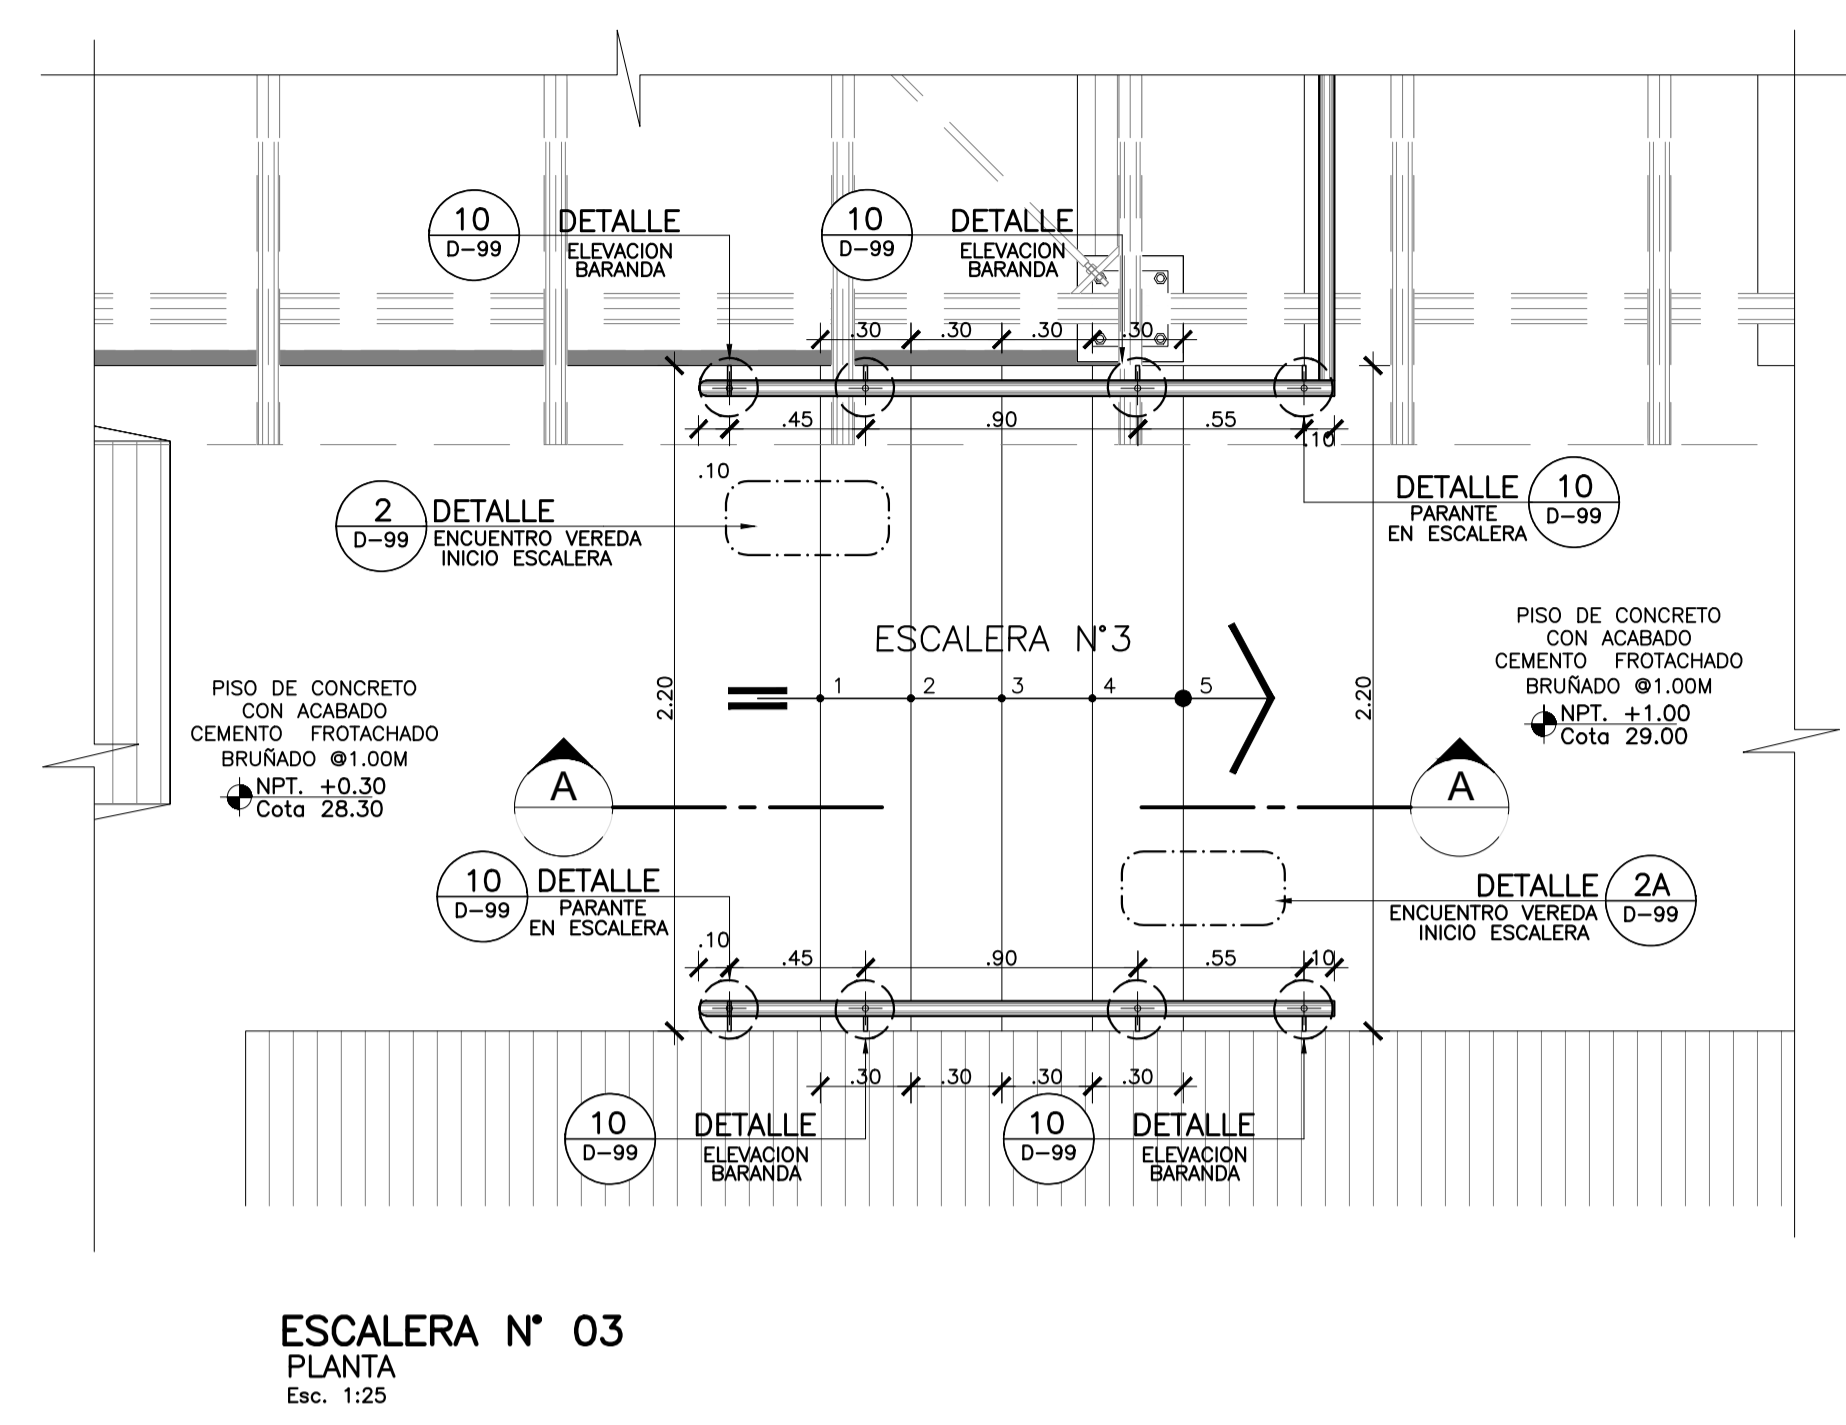 10
D-99
DETALLE
ELEVACION
BARANDA
10
D-99
DETALLE
ELEVACION
BARANDA
.30
.30
.30
.30
.45
.90
.55
.10
.10
2
D-99
DETALLE
ENCUENTRO VEREDA
INICIO ESCALERA
DETALLE
PARANTE
EN ESCALERA
10
D-99
ESCALERA N°3
1
2
3
4
5
2.20
2.20
PISO DE CONCRETO
CON ACABADO
CEMENTO FROTACHADO
BRUÑADO @1.00M
NPT. +0.30
Cota 28.30
PISO DE CONCRETO
CON ACABADO
CEMENTO FROTACHADO
BRUÑADO @1.00M
NPT. +1.00
Cota 29.00
A
A
10
D-99
DETALLE
PARANTE
EN ESCALERA
DETALLE
ENCUENTRO VEREDA
INICIO ESCALERA
2A
D-99
.10
.45
.90
.55
.10
.30
.30
.30
.30
10
D-99
DETALLE
ELEVACION
BARANDA
10
D-99
DETALLE
ELEVACION
BARANDA
ESCALERA N° 03
PLANTA
Esc. 1:25